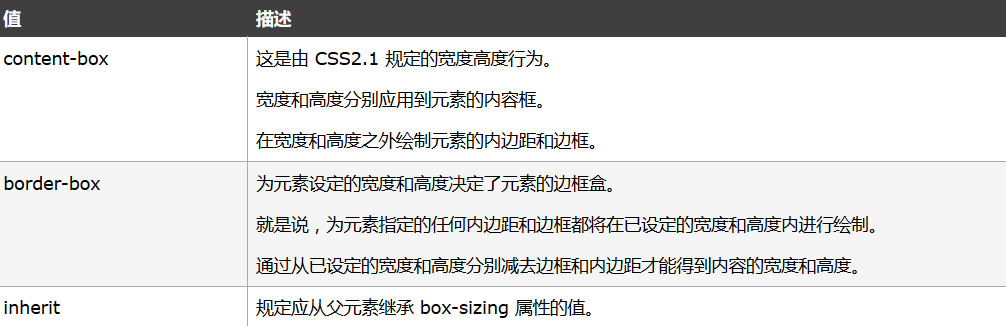 值 描述
content-box 这是由 CSS2.1 规定的宽度高度行为。
宽度和高度分别应用到元素的内容框。
在宽度和高度之外绘制元素的内边距和边框。
border-box 为元素设定的宽度和高度决定了元素的边框盒。
就是说，为元素指定的任何内边距和边框都将在已设定的宽度和高度内进行绘制。
通过从已设定的宽度和高度分别减去边框和内边距才能得到内容的宽度和高度。
inherit 规定应从父元素继承 box-sizing 属性的值。